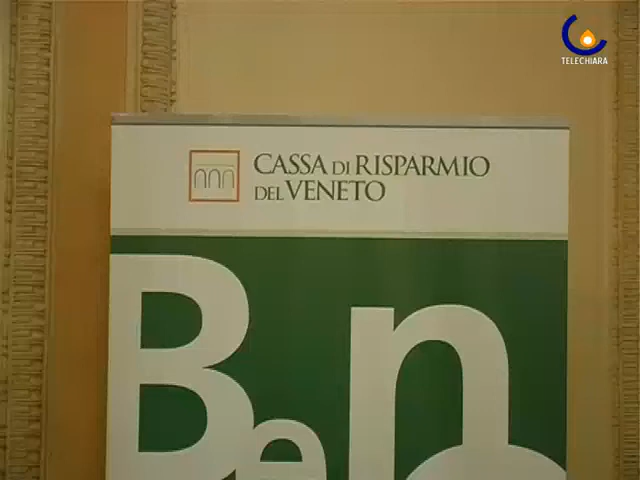 TELECHIARA
CASSA DI RISPARMIO
DEL VENETO
Ben